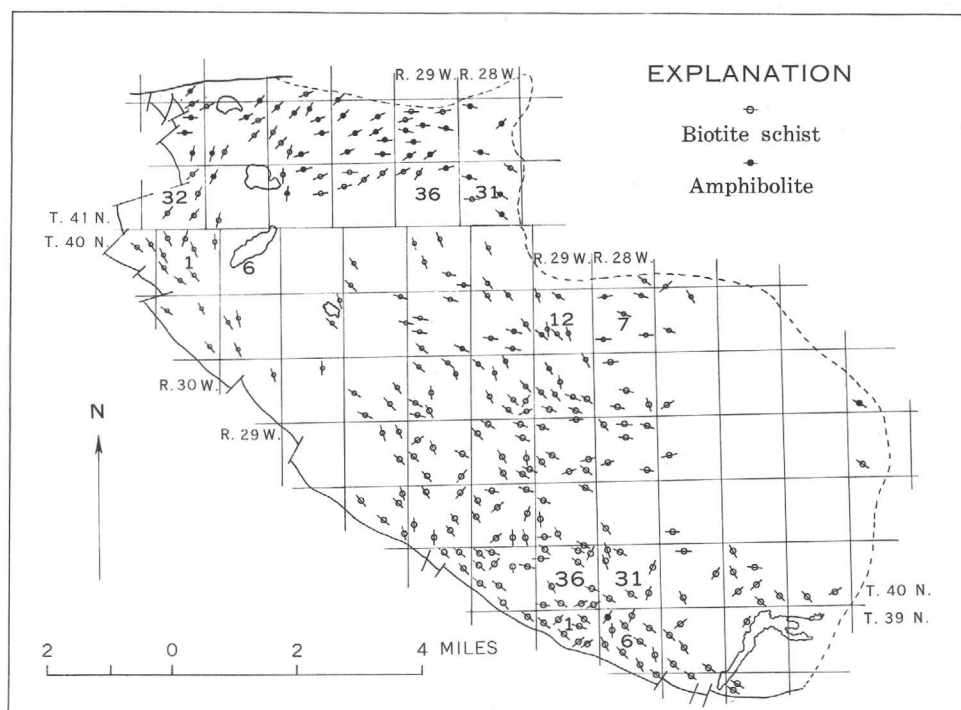 EXPLANATION
Biotite schist
Amphibolite
R. 29 W. R. 28 W.
32
36
31
T. 41 N.
T. 40 N.
1
6
R. 29 W. R. 28 W.
12
7
R. 30 W.
R. 29 W.
N
36
31
T. 40 N.
T. 39 N.
1
6
2 0 2 4 MILES